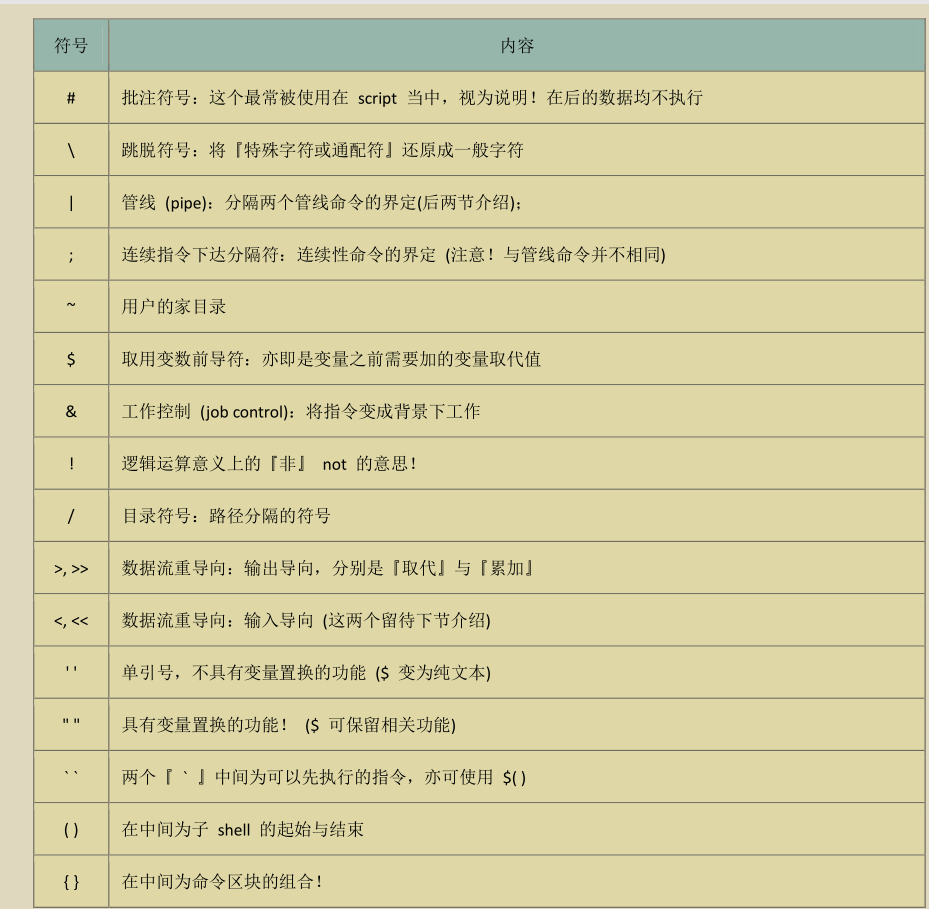 符号 内容
# 批注符号：这个最常被使用在 script 当中，视为说明！在后的数据均不执行
\ 跳脱符号：将『特殊字符或通配符』还原成一般字符
| 管线 (pipe)：分隔两个管线命令的界定(后两节介绍)；
; 连续指令下达分隔符：连续性命令的界定 (注意！与管线命令并不相同)
~ 用户的家目录
$ 取用变数前导符：亦即是变量之前需要加的变量取代值
& 工作控制 (job control)：将指令变成背景下工作
! 逻辑运算意义上的『非』 not 的意思！
/ 目录符号：路径分隔的符号
>, >> 数据流重导向：输出导向，分别是『取代』与『累加』
<, << 数据流重导向：输入导向 (这两个留待下节介绍)
' ' 单引号，不具有变量置换的功能 ($ 变为纯文本)
" " 具有变量置换的功能！ ($ 可保留相关功能)
` ` 两个『 ` 』中间为可以先执行的指令，亦可使用 $( )
( ) 在中间为子 shell 的起始与结束
{ } 在中间为命令区块的组合！